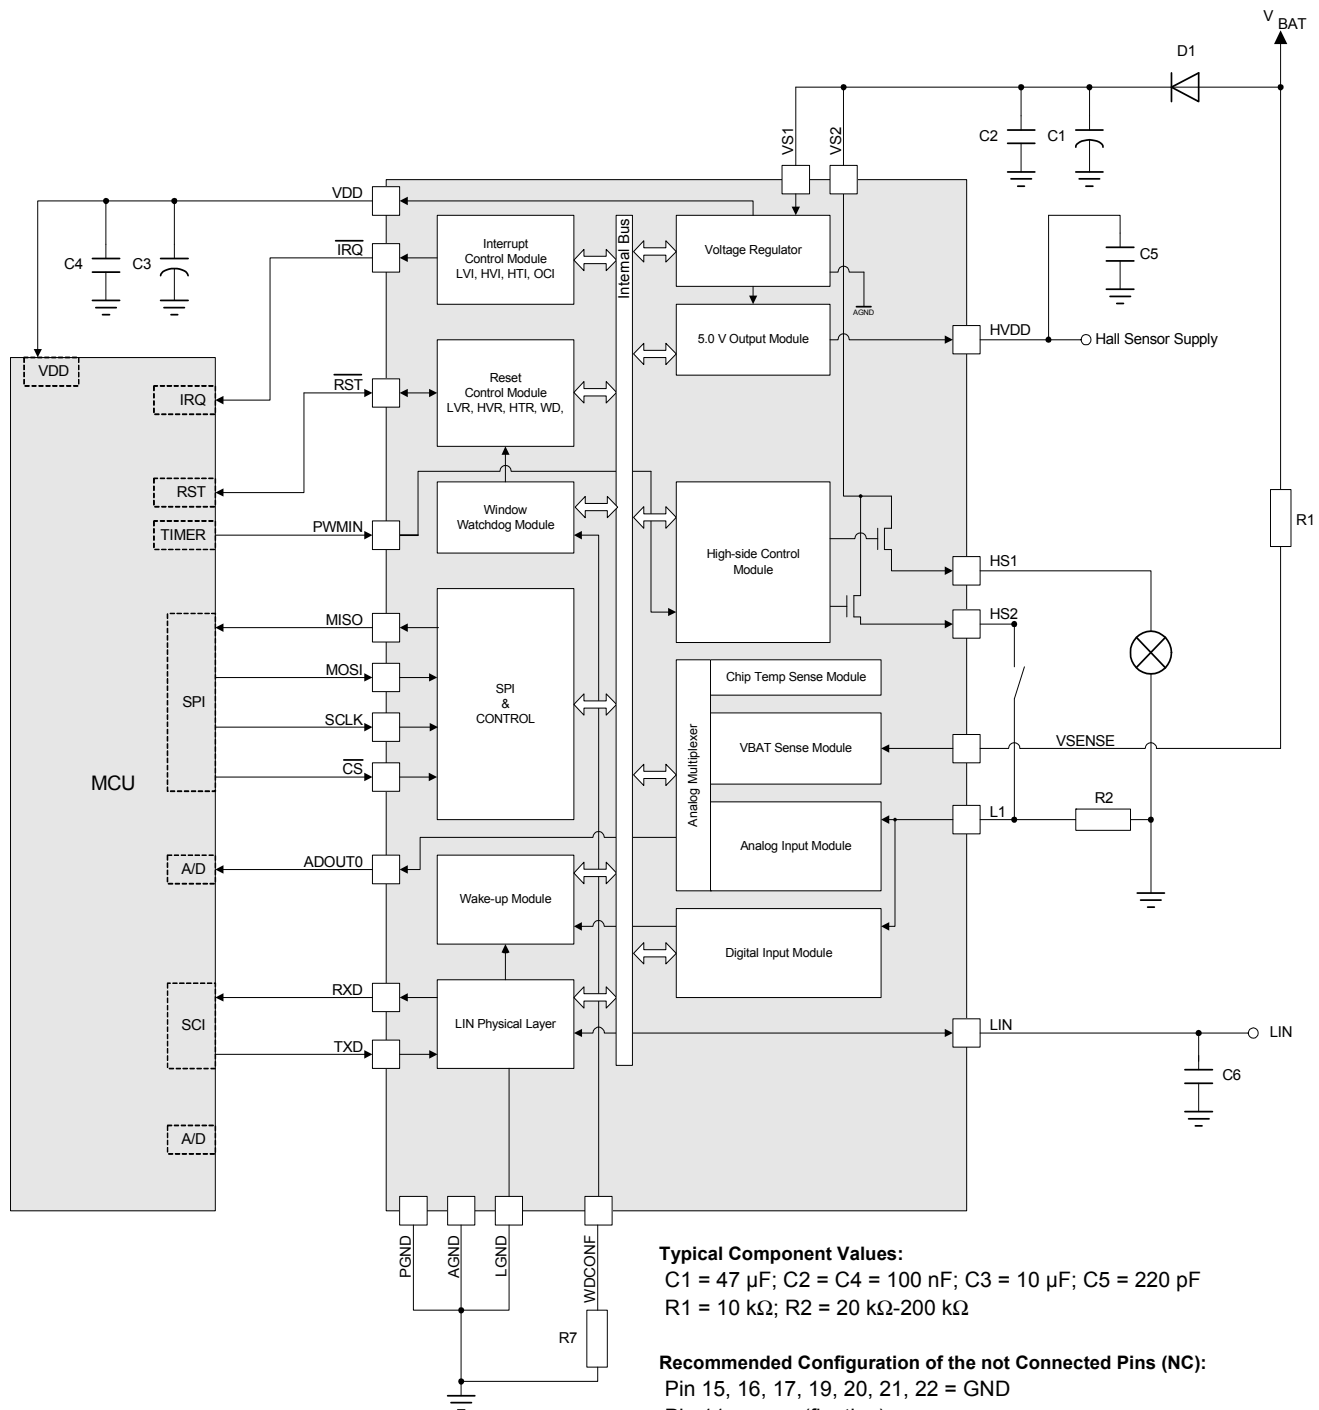 V BAT
D1
C2
C1
VS1
VS2
VDD
IRQ
C4
C3
Interrupt
Control Module
LVI, HVI, HTI, OCI
Internal Bus
Voltage Regulator
AGND
C5
5.0 V Output Module
HVDD
Hall Sensor Supply
VDD
IRQ
RST
Reset
Control Module
LVR, HVR, HTR, WD,
RST
TIMER
PWMIN
Window
Watchdog Module
High-side Control
Module
R1
HS1
HS2
MISO
MOSI
SCLK
CS
SPI
SPI
&
CONTROL
MCU
Chip Temp Sense Module
Analog Multiplexer
VBAT Sense Module
VSENSE
Analog Input Module
L1
R2
A/D
ADOUT0
Wake-up Module
Digital Input Module
RXD
SCI
LIN Physical Layer
TXD
LIN
LIN
C6
A/D
PGND
AGND
LGND
WDCONF
R7
Typical Component Values:
C1 = 47 µF; C2 = C4 = 100 nF; C3 = 10 µF; C5 = 220 pF
R1 = 10 kΩ; R2 = 20 kΩ-200 kΩ
Recommended Configuration of the not Connected Pins (NC):
Pin 15, 16, 17, 19, 20, 21, 22 = GND